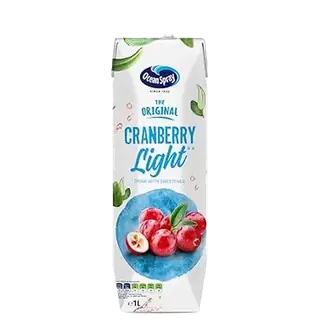 Ocean Spray
SINCE 1930
THE
ORIGINAL
CRANBERRY
Light**
DRINK WITH SWEETENER
1L